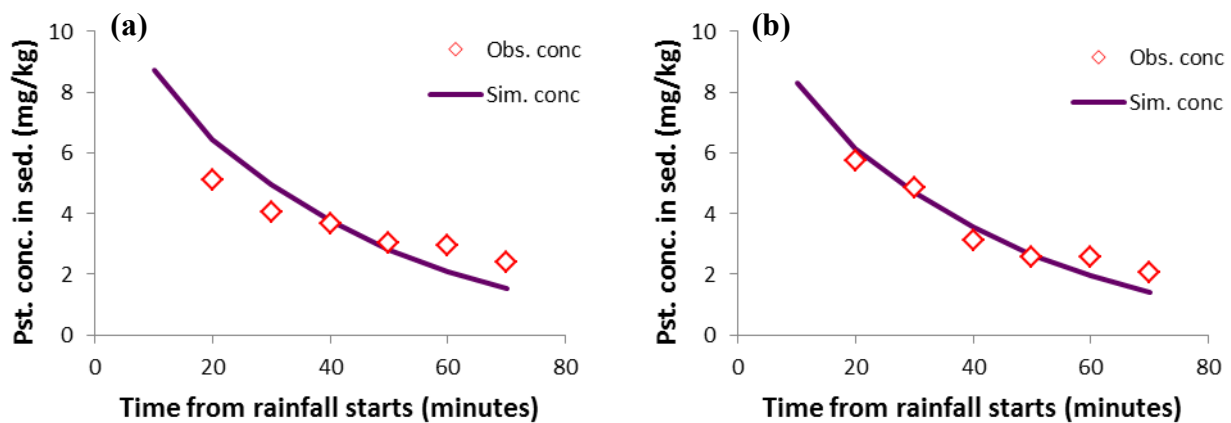 (a)
Obs. conc
Sim. conc
Pst. conc. in sed. (mg/kg)
10
8
6
4
2
0
0 20 40 60 80
Time from rainfall starts (minutes)
(b)
Obs. conc
Sim. conc
Pst. conc. in sed. (mg/kg)
10
8
6
4
2
0
0 20 40 60 80
Time from rainfall starts (minutes)